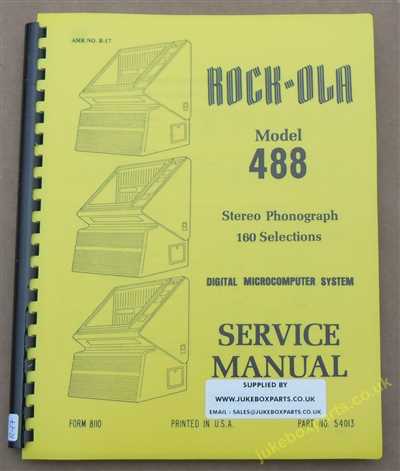 AMR NO. R-17
ROCK-OLA
Model
488
Stereo Phonograph
160 Selections
DIGITAL MICROCOMPUTER SYSTEM
SERVICE
MANUAL
SUPPLIED BY
WWW.JUKEBOXPARTS.CO.UK
EMAIL - SALES@JUKEBOXPARTS.CO.UK
FORM 8110 PRINTED IN U.S.A. PART NO. 54013
R-17
jukeboxparts.co.uk